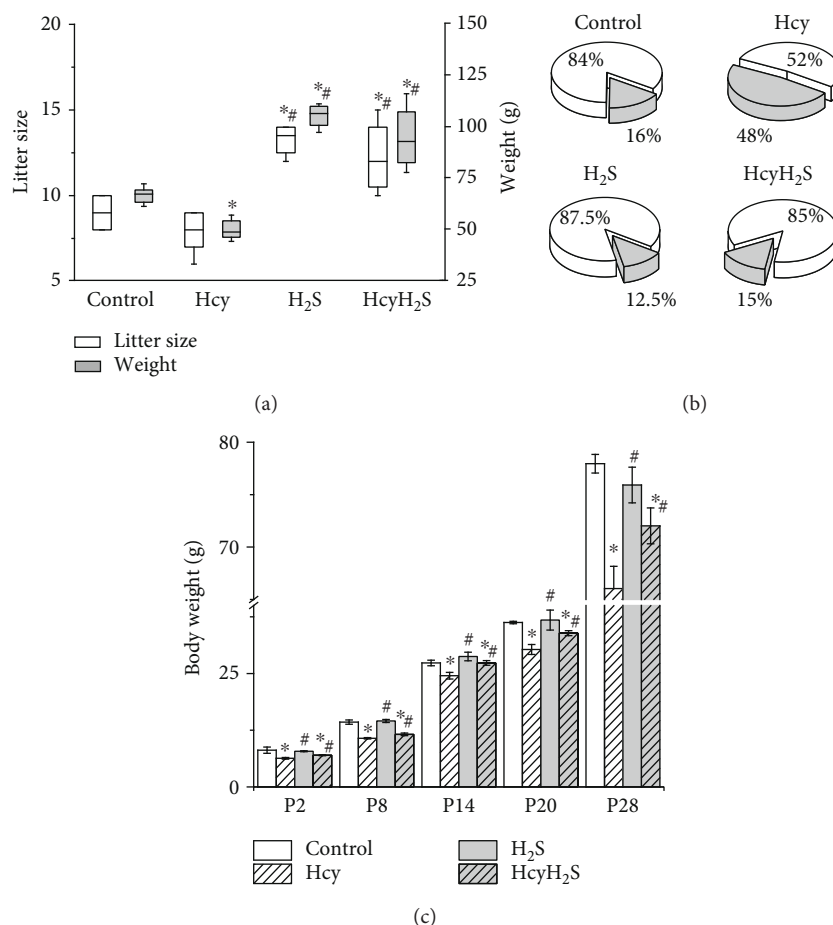 20
15
10
5
Litter size
150
125
100
75
50
25
Weight (g)
*
*#
*#
*#
*#
Control
Hcy
H₂S
HcyH₂S
Litter size
Weight
(a)
Control
84%
16%
Hcy
52%
48%
H₂S
87.5%
12.5%
HcyH₂S
85%
15%
(b)
80
70
25
0
Body weight (g)
* # *#
* # *#
* # *#
* # *#
* # *#
P2
P8
P14
P20
P28
Control
H₂S
Hcy
HcyH₂S
(c)